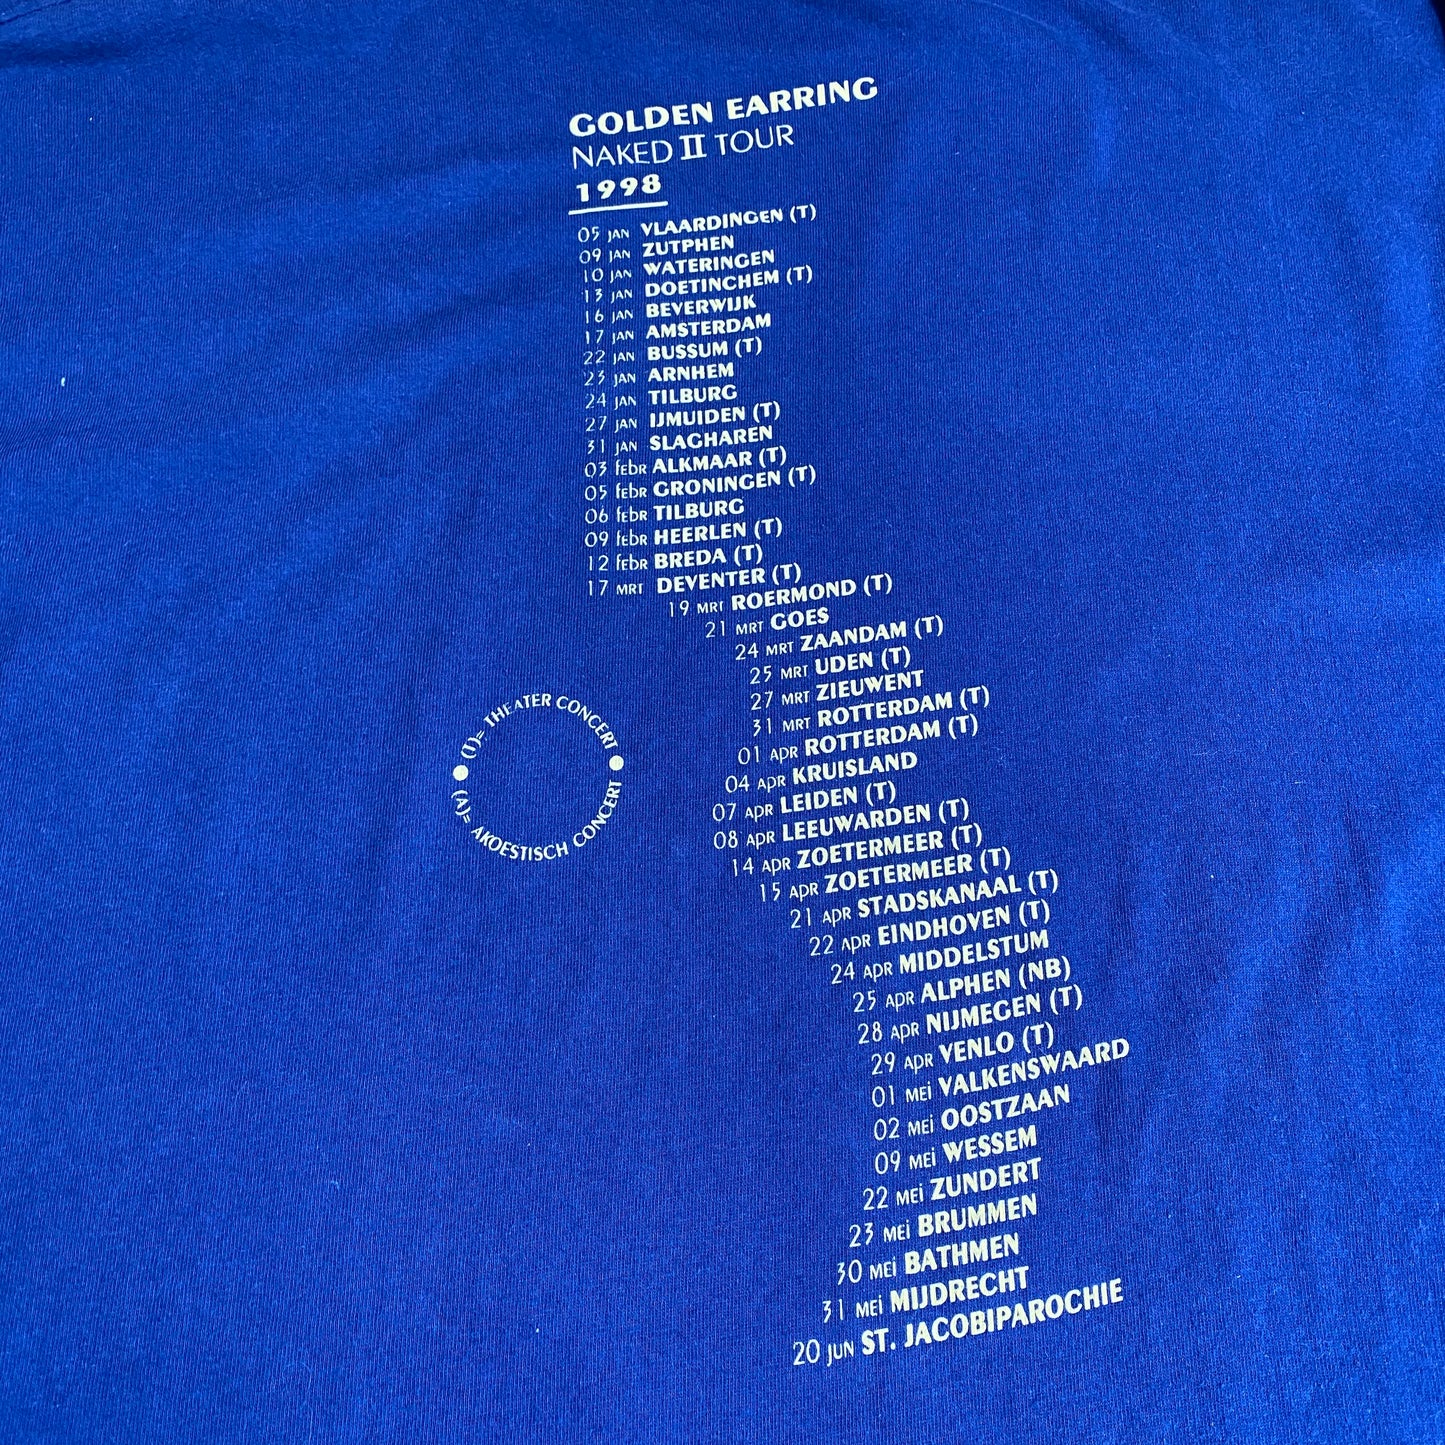 GOLDEN EARRING
NAKED II TOUR
1998
05 JAN VLAARDINGEN (T)
09 JAN ZUTPHEN
10 JAN WATERINGEN
13 JAN DOETINCHEM (T)
16 JAN BEVERWIJK
17 JAN AMSTERDAM
22 JAN BUSSUM (T)
23 JAN ARNHEM
24 JAN TILBURG
27 JAN IJMUIDEN (T)
31 JAN SLAGHAREN
03 febr ALKMAAR (T)
05 febr GRONINGEN (T)
06 febr TILBURG
09 febr HEERLEN (T)
12 febr BREDA (T)
17 MRT DEVENTER (T)
19 MRT ROERMOND (T)
21 MRT GOES
24 MRT ZAANDAM (T)
25 MRT UDEN (T)
27 MRT ZIEUWENT
31 MRT ROTTERDAM (T)
01 APR ROTTERDAM (T)
04 APR KRUISLAND
07 APR LEIDEN (T)
08 APR LEEUWARDEN (T)
14 APR ZOETERMEER (T)
15 APR ZOETERMEER (T)
21 APR STADSKANAAL (T)
22 APR EINDHOVEN (T)
24 APR MIDDELSTUM
25 APR ALPHEN (NB)
28 APR NIJMEGEN (T)
29 APR VENLO (T)
01 MEi VALKENSWAARD
02 MEi OOSTZAAN
09 MEi WESSEM
22 MEi ZUNDERT
23 MEi BRUMMEN
30 MEi BATHMEN
31 MEi MIJDRECHT
20 JUN ST. JACOBIPAROCHIE
(T)= THEATER CONCERT
(A)= AKOESTISCH CONCERT